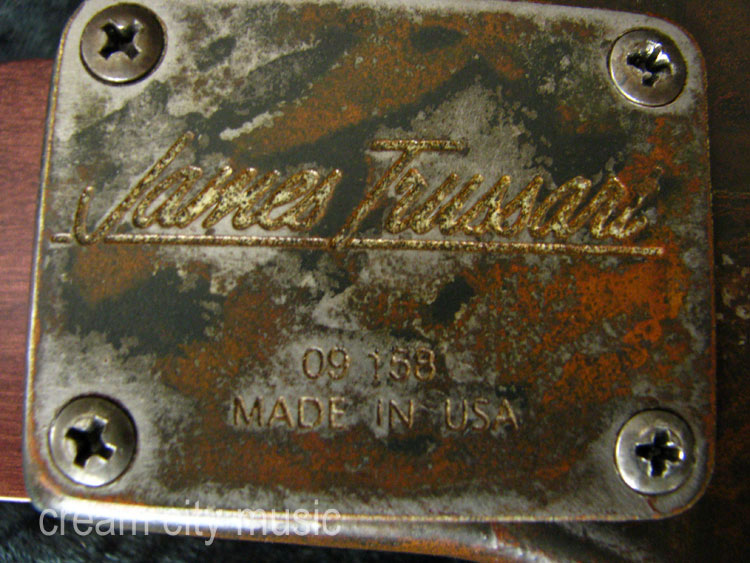 James Trussart
09 158
MADE IN USA
cream city music